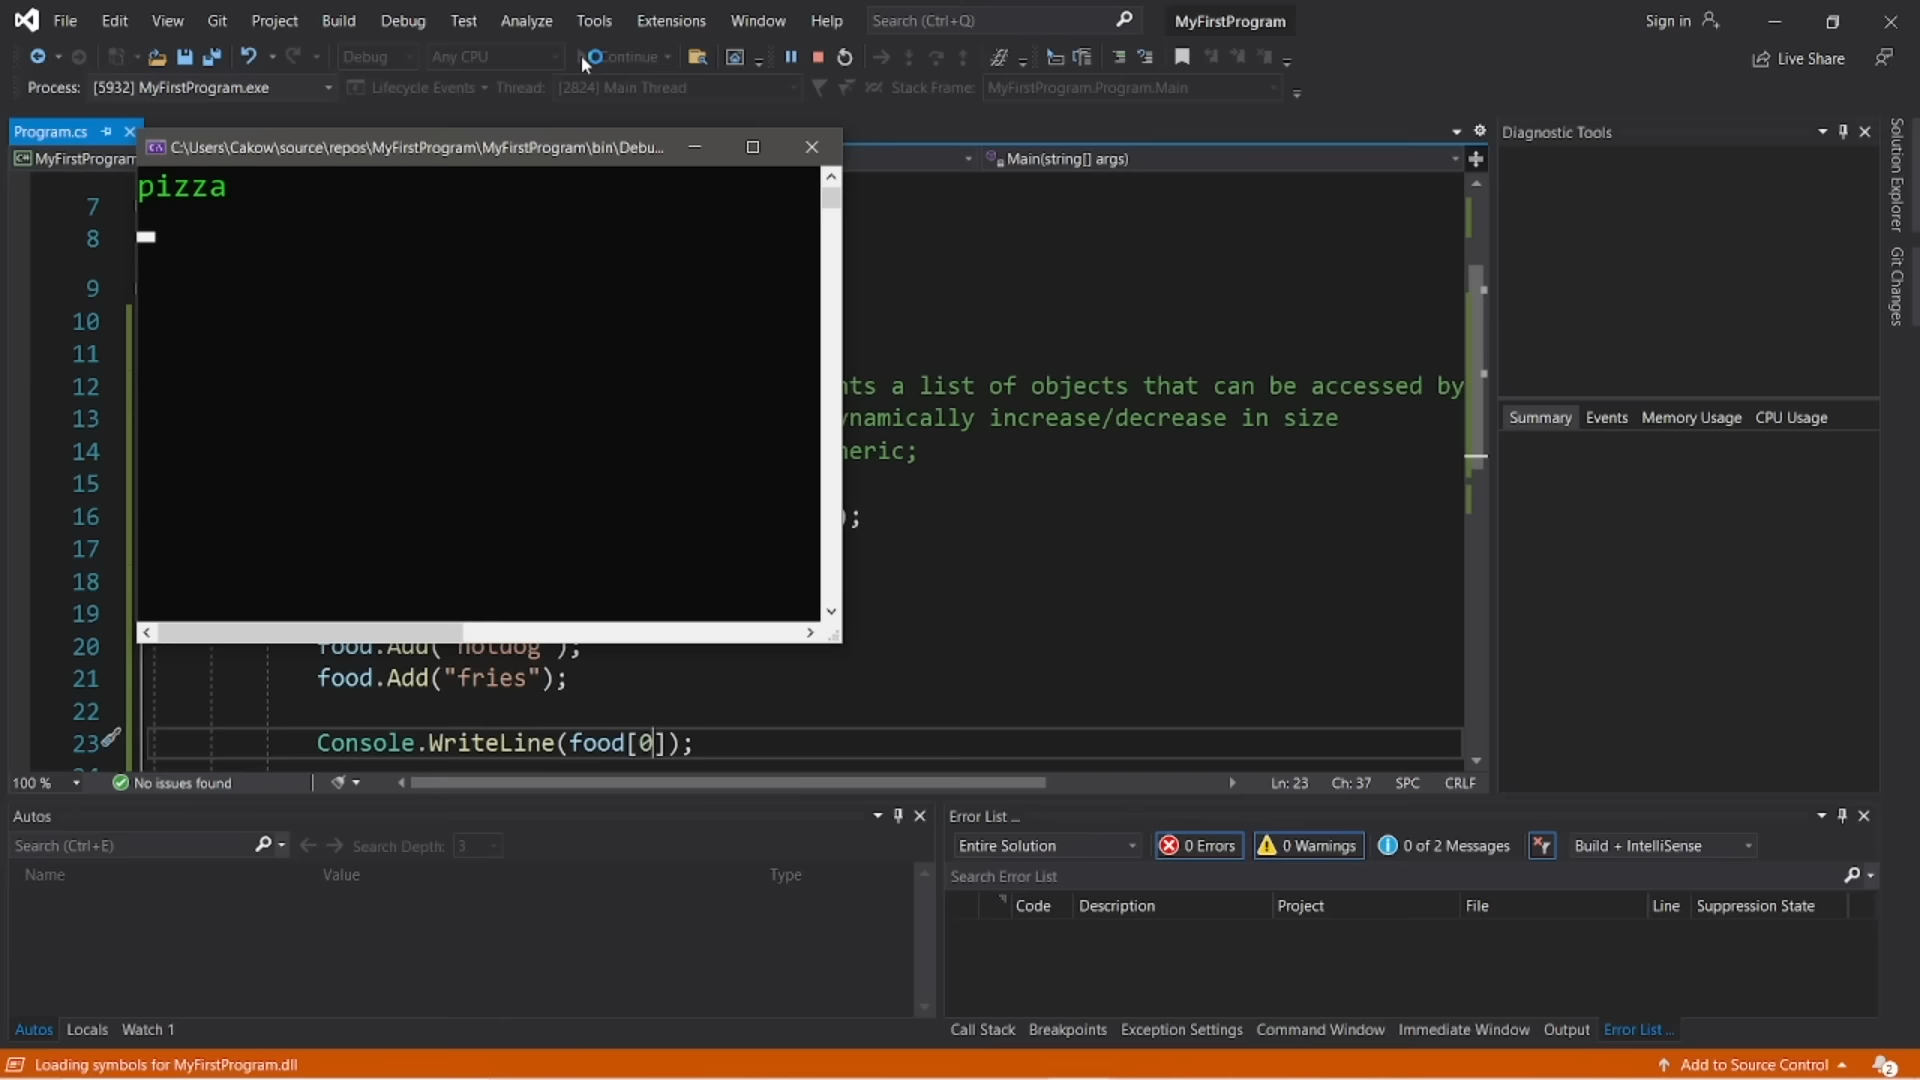 File Edit View Git Project Build Debug Test Analyze Tools Extensions Window Help Search (Ctrl+Q) MyFirstProgram Sign in
Debug Any CPU Continue Live Share
Process: [5932] MyFirstProgram.exe Lifecycle Events Thread: [2824] Main Thread Stack Frame: MyFirstProgram.Program.Main
Program.cs
C:\Users\Cakow\source\repos\MyFirstProgram\MyFirstProgram\bin\Debu...
MyFirstProgram
Main(string[] args)
Diagnostic Tools
Solution Explorer
Git Changes
pizza
7
8
9
10
11
12 nts a list of objects that can be accessed by
13 ynamically increase/decrease in size
14 neric;
15
16 );
17
18
19
20 food.Add("hotdog");
21 food.Add("fries");
22
23 Console.WriteLine(food[0]);
Summary Events Memory Usage CPU Usage
100 % No issues found Ln: 23 Ch: 37 SPC CRLF
Autos
Search (Ctrl+E) Search Depth: 3
Name Value Type
Autos Locals Watch 1
Error List ...
Entire Solution 0 Errors 0 Warnings 0 of 2 Messages Build + IntelliSense
Search Error List
Code Description Project File Line Suppression State
Call Stack Breakpoints Exception Settings Command Window Immediate Window Output Error List ...
Loading symbols for MyFirstProgram.dll Add to Source Control 2